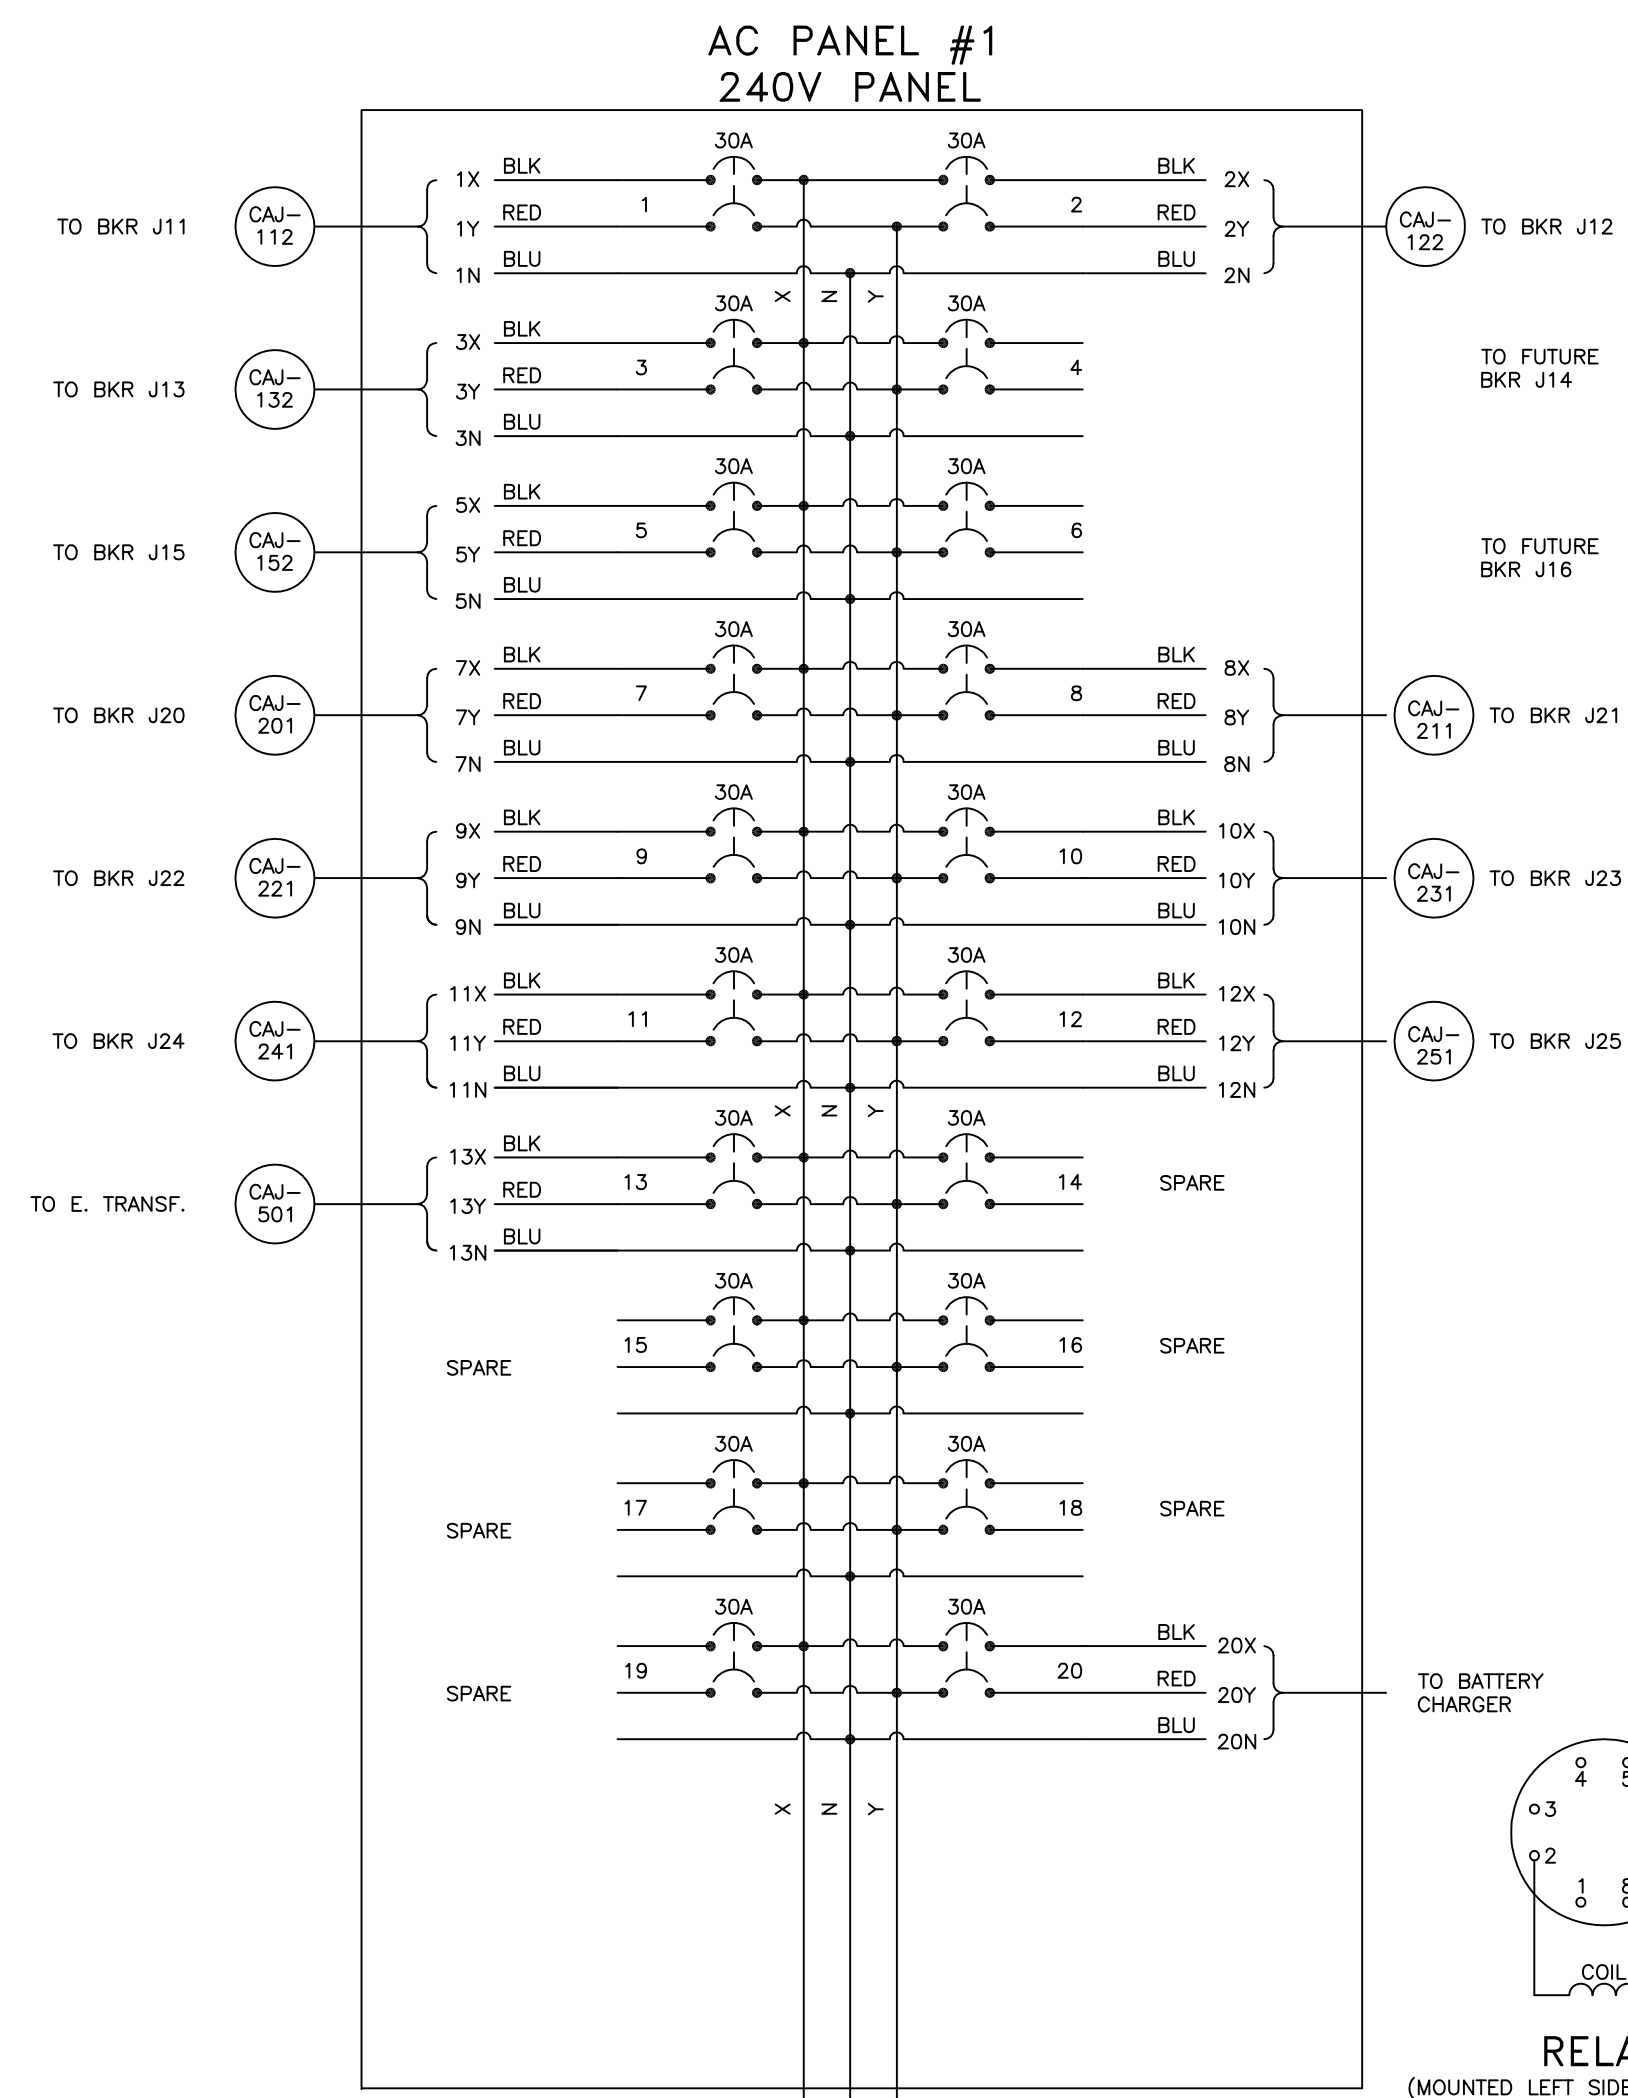 AC PANEL #1
240V PANEL
30A 30A
1X BLK BLK 2X
TO BKR J11 CAJ-112 1Y RED 1 2 RED 2Y CAJ-122 TO BKR J12
1N BLU BLU 2N
X N Y
30A 30A
3X BLK
TO BKR J13 CAJ-132 3Y RED 3 4 TO FUTURE BKR J14
3N BLU
30A 30A
5X BLK
TO BKR J15 CAJ-152 5Y RED 5 6 TO FUTURE BKR J16
5N BLU
30A 30A
7X BLK BLK 8X
TO BKR J20 CAJ-201 7Y RED 7 8 RED 8Y CAJ-211 TO BKR J21
7N BLU BLU 8N
30A 30A
9X BLK BLK 10X
TO BKR J22 CAJ-221 9Y RED 9 10 RED 10Y CAJ-231 TO BKR J23
9N BLU BLU 10N
30A 30A
11X BLK BLK 12X
TO BKR J24 CAJ-241 11Y RED 11 12 RED 12Y CAJ-251 TO BKR J25
11N BLU BLU 12N
X N Y
30A 30A
13X BLK
TO E. TRANSF. CAJ-501 13Y RED 13 14 SPARE
13N BLU
30A 30A
SPARE 15 16 SPARE
30A 30A
SPARE 17 18 SPARE
30A 30A
BLK 20X
SPARE 19 20 RED 20Y TO BATTERY CHARGER
BLU 20N
X N Y
4
3
2
1
COIL
(MOUNTED LEFT SIDE